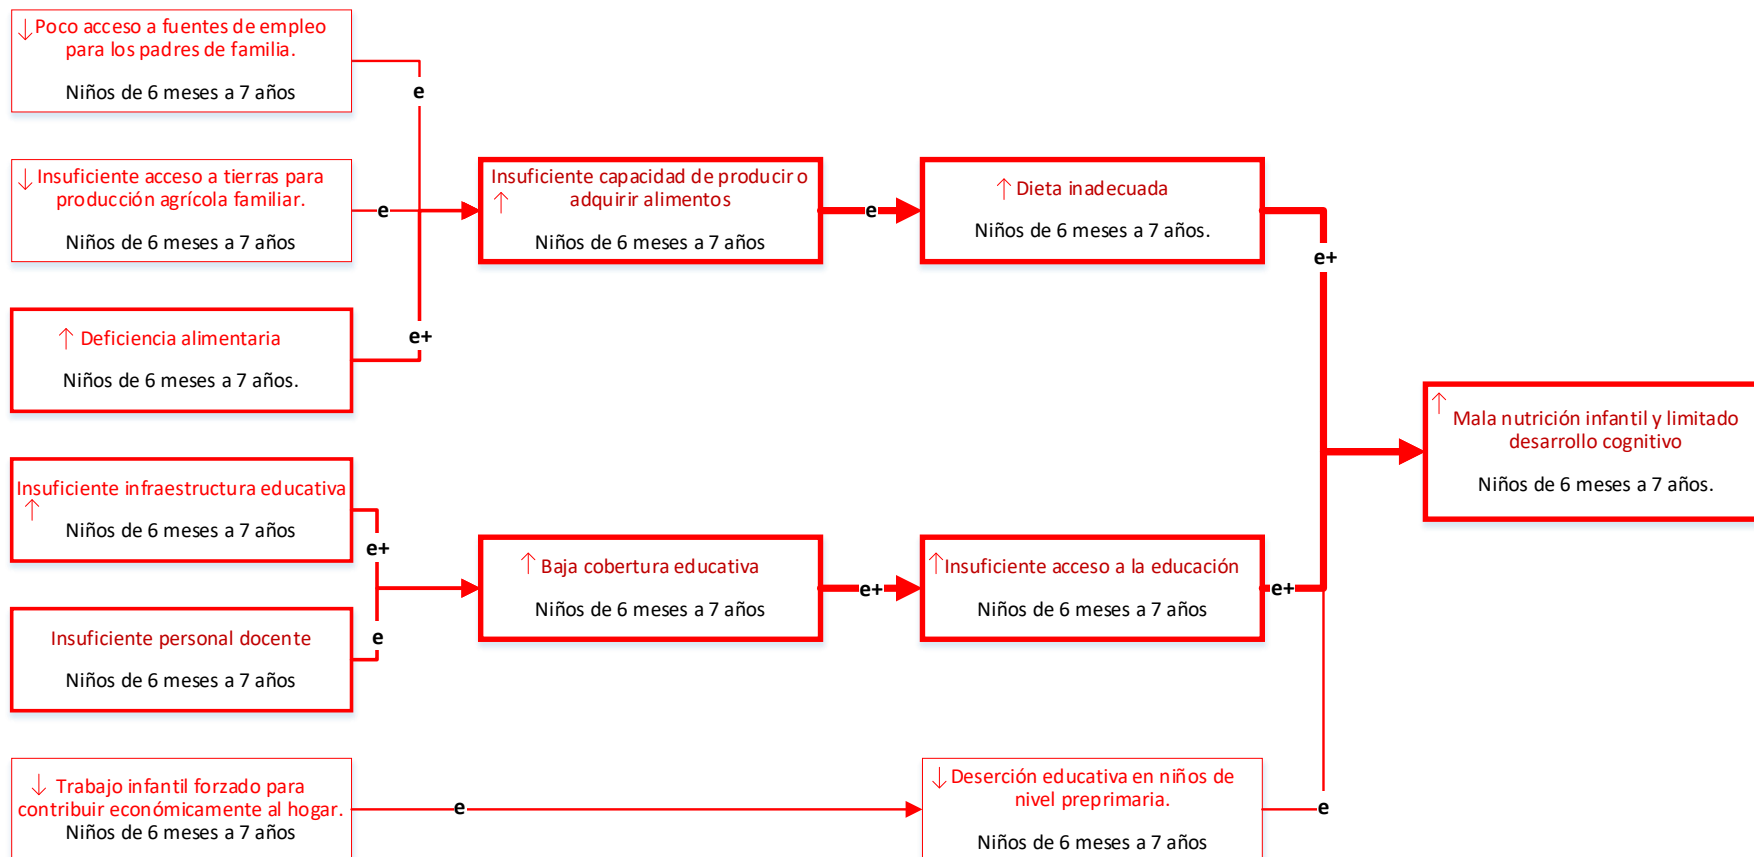 ↓ Poco acceso a fuentes de empleo
para los padres de familia.
Niños de 6 meses a 7 años
e
↓ Insuficiente acceso a tierras para
producción agrícola familiar.
Niños de 6 meses a 7 años
e
↑ Deficiencia alimentaria
Niños de 6 meses a 7 años.
e+
Insuficiente capacidad de producir o
↑ adquirir alimentos
Niños de 6 meses a 7 años
e
↑ Dieta inadecuada
Niños de 6 meses a 7 años.
e+
Insuficiente infraestructura educativa
↑
Niños de 6 meses a 7 años
e+
Insuficiente personal docente
Niños de 6 meses a 7 años
e
↑ Baja cobertura educativa
Niños de 6 meses a 7 años
e+
↑ Insuficiente acceso a la educación
Niños de 6 meses a 7 años
e+
↓ Trabajo infantil forzado para
contribuir económicamente al hogar.
Niños de 6 meses a 7 años
e
↓ Deserción educativa en niños de
nivel preprimaria.
Niños de 6 meses a 7 años
e
↑
Mala nutrición infantil y limitado
desarrollo cognitivo
Niños de 6 meses a 7 años.